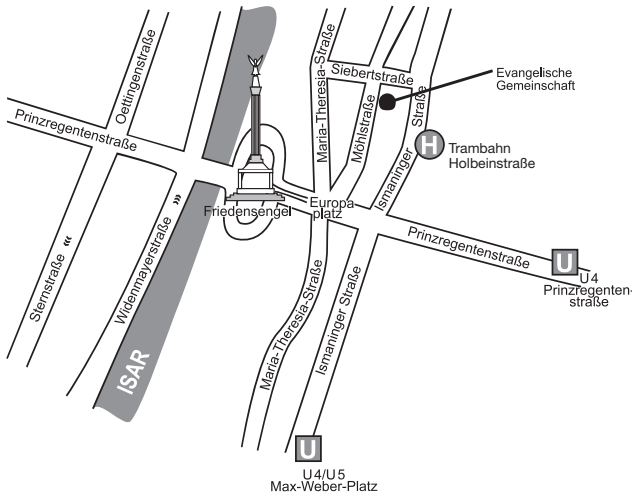 Oettingenstraße
Prinzregentenstraße
Maria-Theresia-Straße
Siebertstraße
Möhlstraße
Ismaninger
Straße
Evangelische
Gemeinschaft
H
Trambahn
Holbeinstraße
Friedensengel
Europa
platz
Prinzregentenstraße
U
U4
Prinzregenten-
straße
Sternstraße
Widenmayerstraße
ISAR
Maria-Theresia-Straße
Ismaninger Straße
U
U4/U5
Max-Weber-Platz